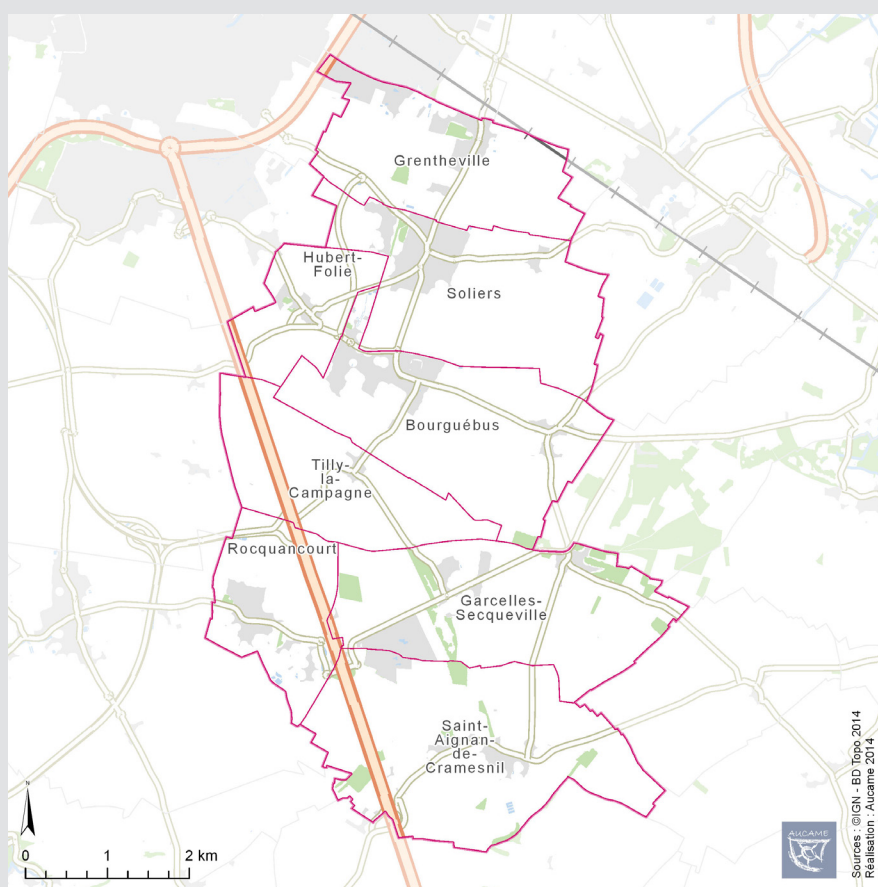 Grentheville
Hubert-
Folie
Soliers
Bourguébus
Tilly-
la-
Campagne
Rocquancourt
Garcelles-
Secqueville
Saint-
Aignan-
de-
Cramesnil
N
0 1 2 km
AUCAME
Sources : ©IGN - BD Topo 2014
Réalisation : Aucame 2014